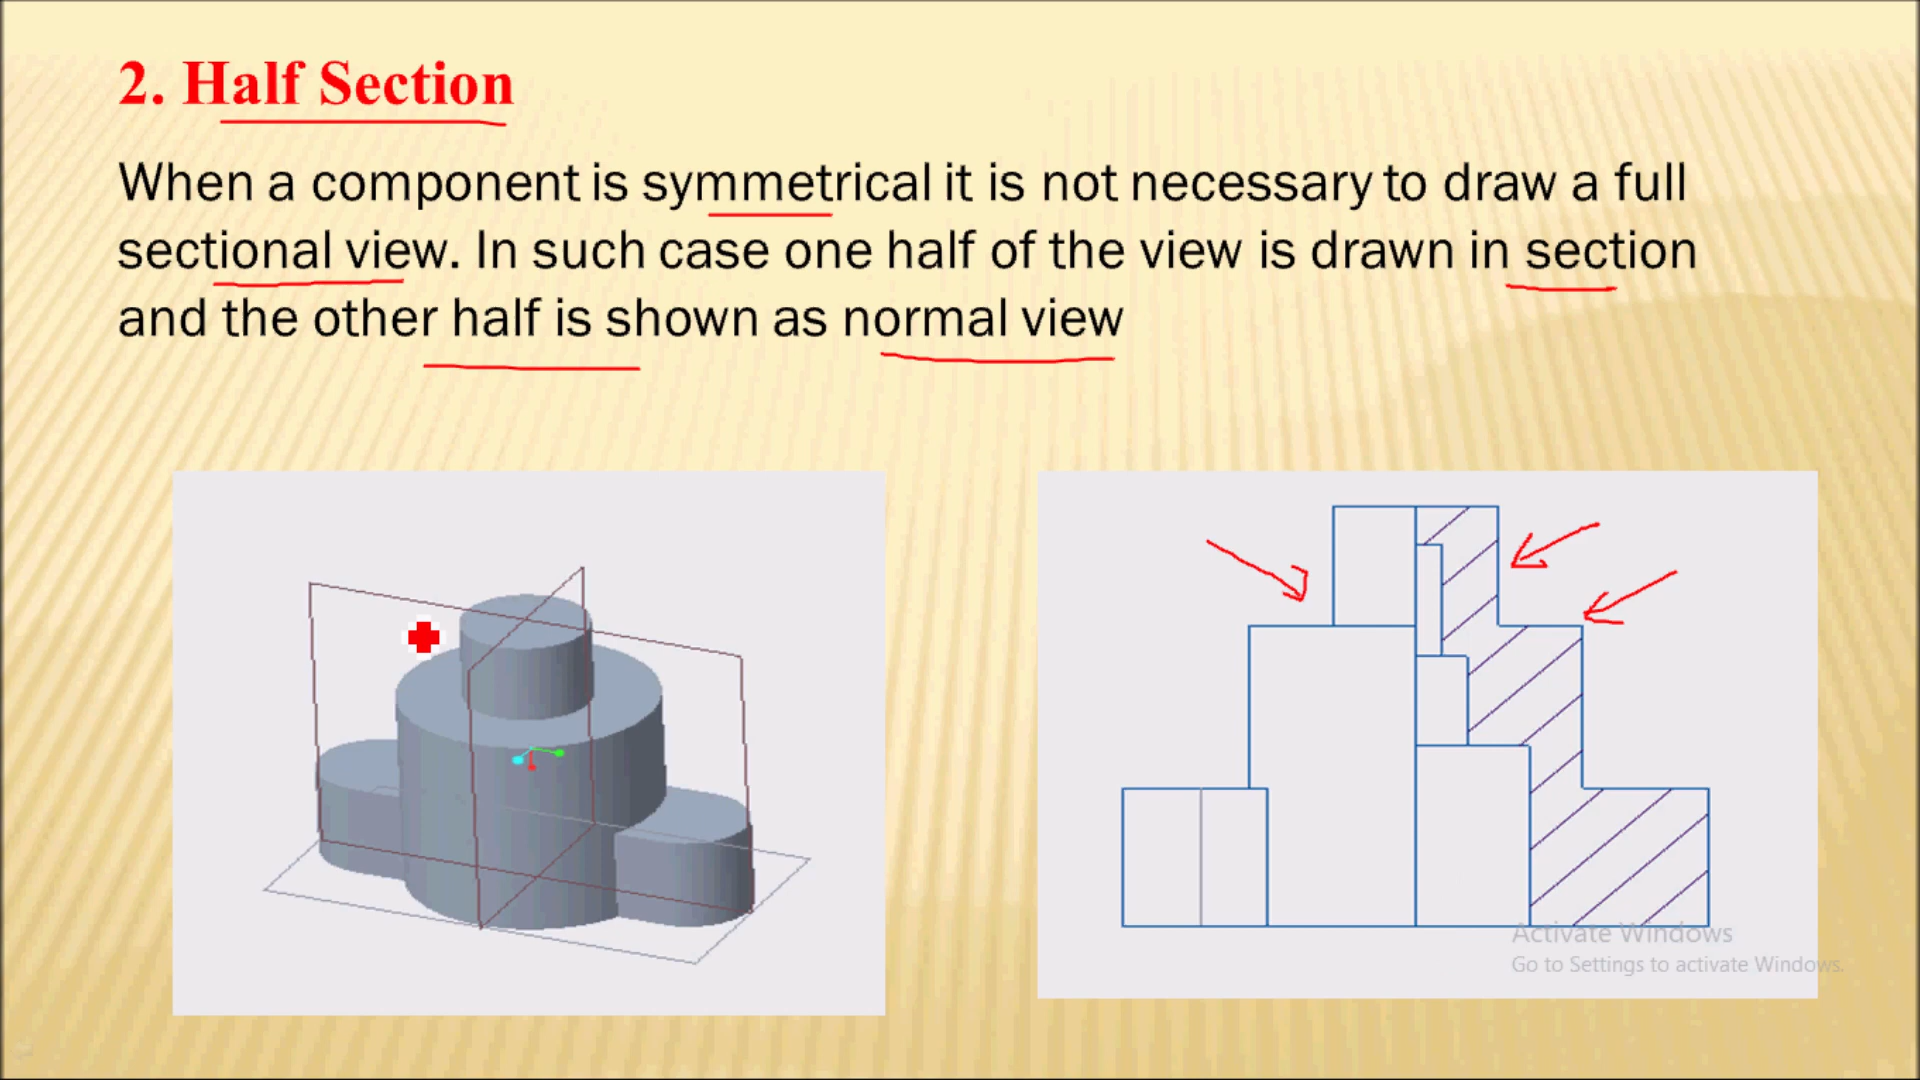 2. Half Section
When a component is symmetrical it is not necessary to draw a full
sectional view. In such case one half of the view is drawn in section
and the other half is shown as normal view
Activate Windows
Go to Settings to activate Windows.